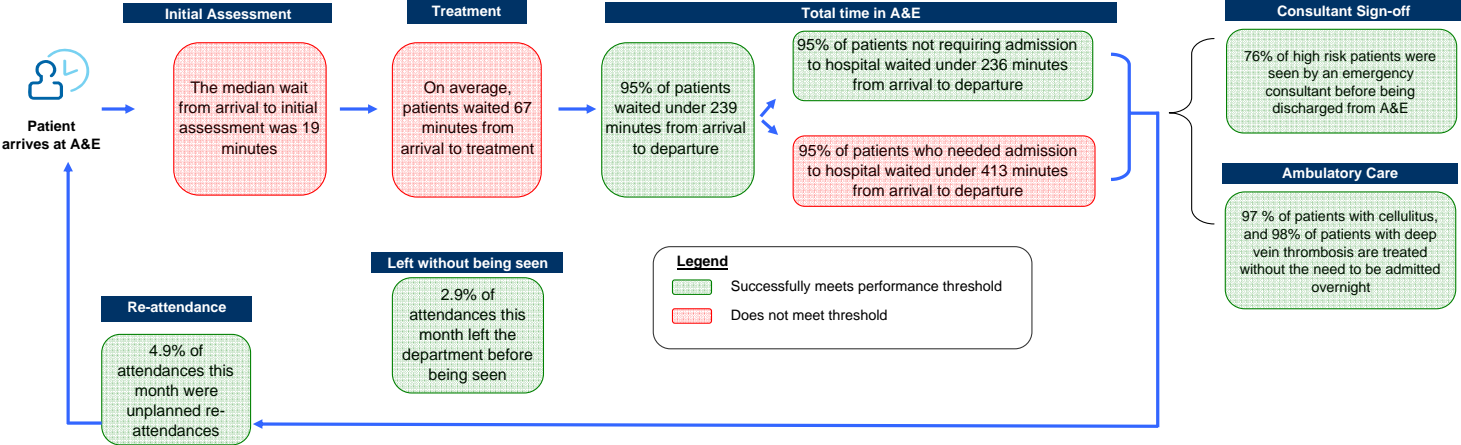 Initial Assessment
Treatment
Total time in A&E
Consultant Sign-off
Patient
arrives at A&E
The median wait
from arrival to initial
assessment was 19
minutes
On average,
patients waited 67
minutes from
arrival to treatment
95% of patients
waited under 239
minutes from arrival
to departure
95% of patients not requiring admission
to hospital waited under 236 minutes
from arrival to departure
95% of patients who needed admission
to hospital waited under 413 minutes
from arrival to departure
76% of high risk patients were
seen by an emergency
consultant before being
discharged from A&E
Ambulatory Care
97 % of patients with cellulitus,
and 98% of patients with deep
vein thrombosis are treated
without the need to be admitted
overnight
Left without being seen
2.9% of
attendances this
month left the
department before
being seen
Legend
Successfully meets performance threshold
Does not meet threshold
Re-attendance
4.9% of
attendances this
month were
unplanned re-
attendances